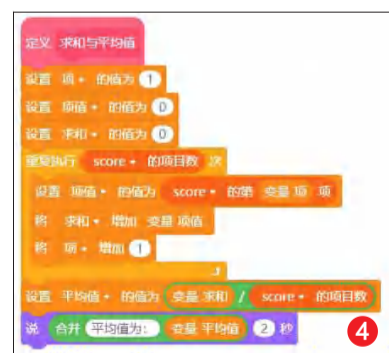 定义 求和与平均值
设置 项 的值为 1
设置 项值 的值为 0
设置 求和 的值为 0
重复执行 score 的项目数 次
设置 项值 的值为 score 的第 变量 项 项
将 求和 增加 变量 项值
将 项 增加 1
设置 平均值 的值为 变量 求和 / score 的项目数
说 合并 平均值为: 变量 平均值 2 秒
4